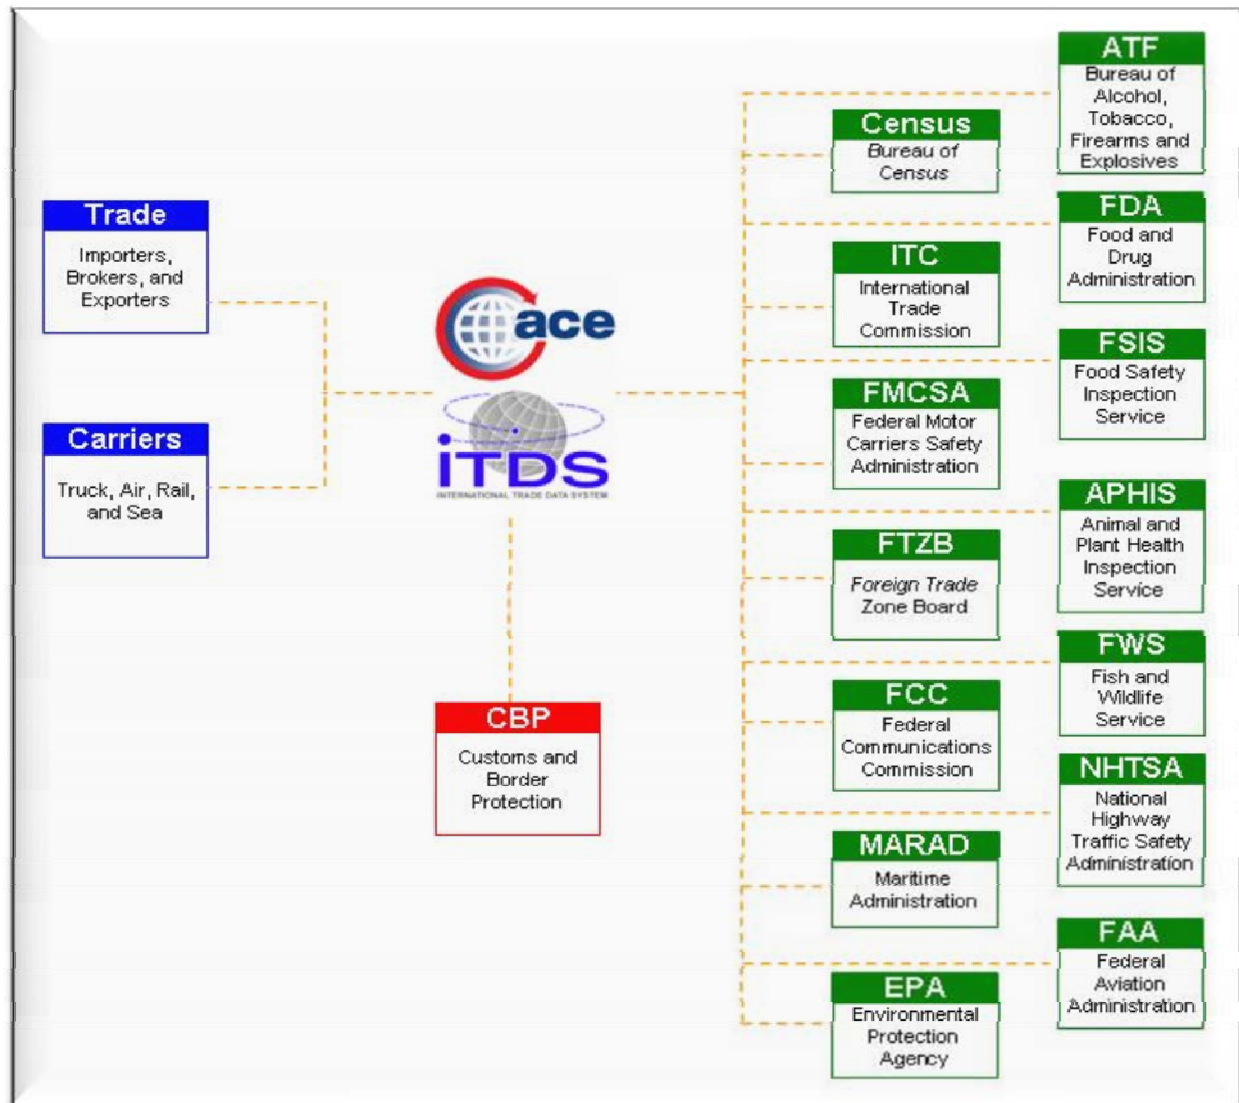 Trade
Importers,
Brokers, and
Exporters
Carriers
Truck, Air, Rail,
and Sea
ace
iTDS
INTERNATIONAL TRADE DATA SYSTEM
CBP
Customs and
Border
Protection
Census
Bureau of
Census
ITC
International
Trade
Commission
FMCSA
Federal Motor
Carriers Safety
Administration
FTZB
Foreign Trade
Zone Board
FCC
Federal
Communications
Commission
MARAD
Maritime
Administration
EPA
Environmental
Protection
Agency
ATF
Bureau of
Alcohol,
Tobacco,
Firearms and
Explosives
FDA
Food and
Drug
Administration
FSIS
Food Safety
Inspection
Service
APHIS
Animal and
Plant Health
Inspection
Service
FWS
Fish and
Wildlife
Service
NHTSA
National
Highway
Traffic Safety
Administration
FAA
Federal
Aviation
Administration